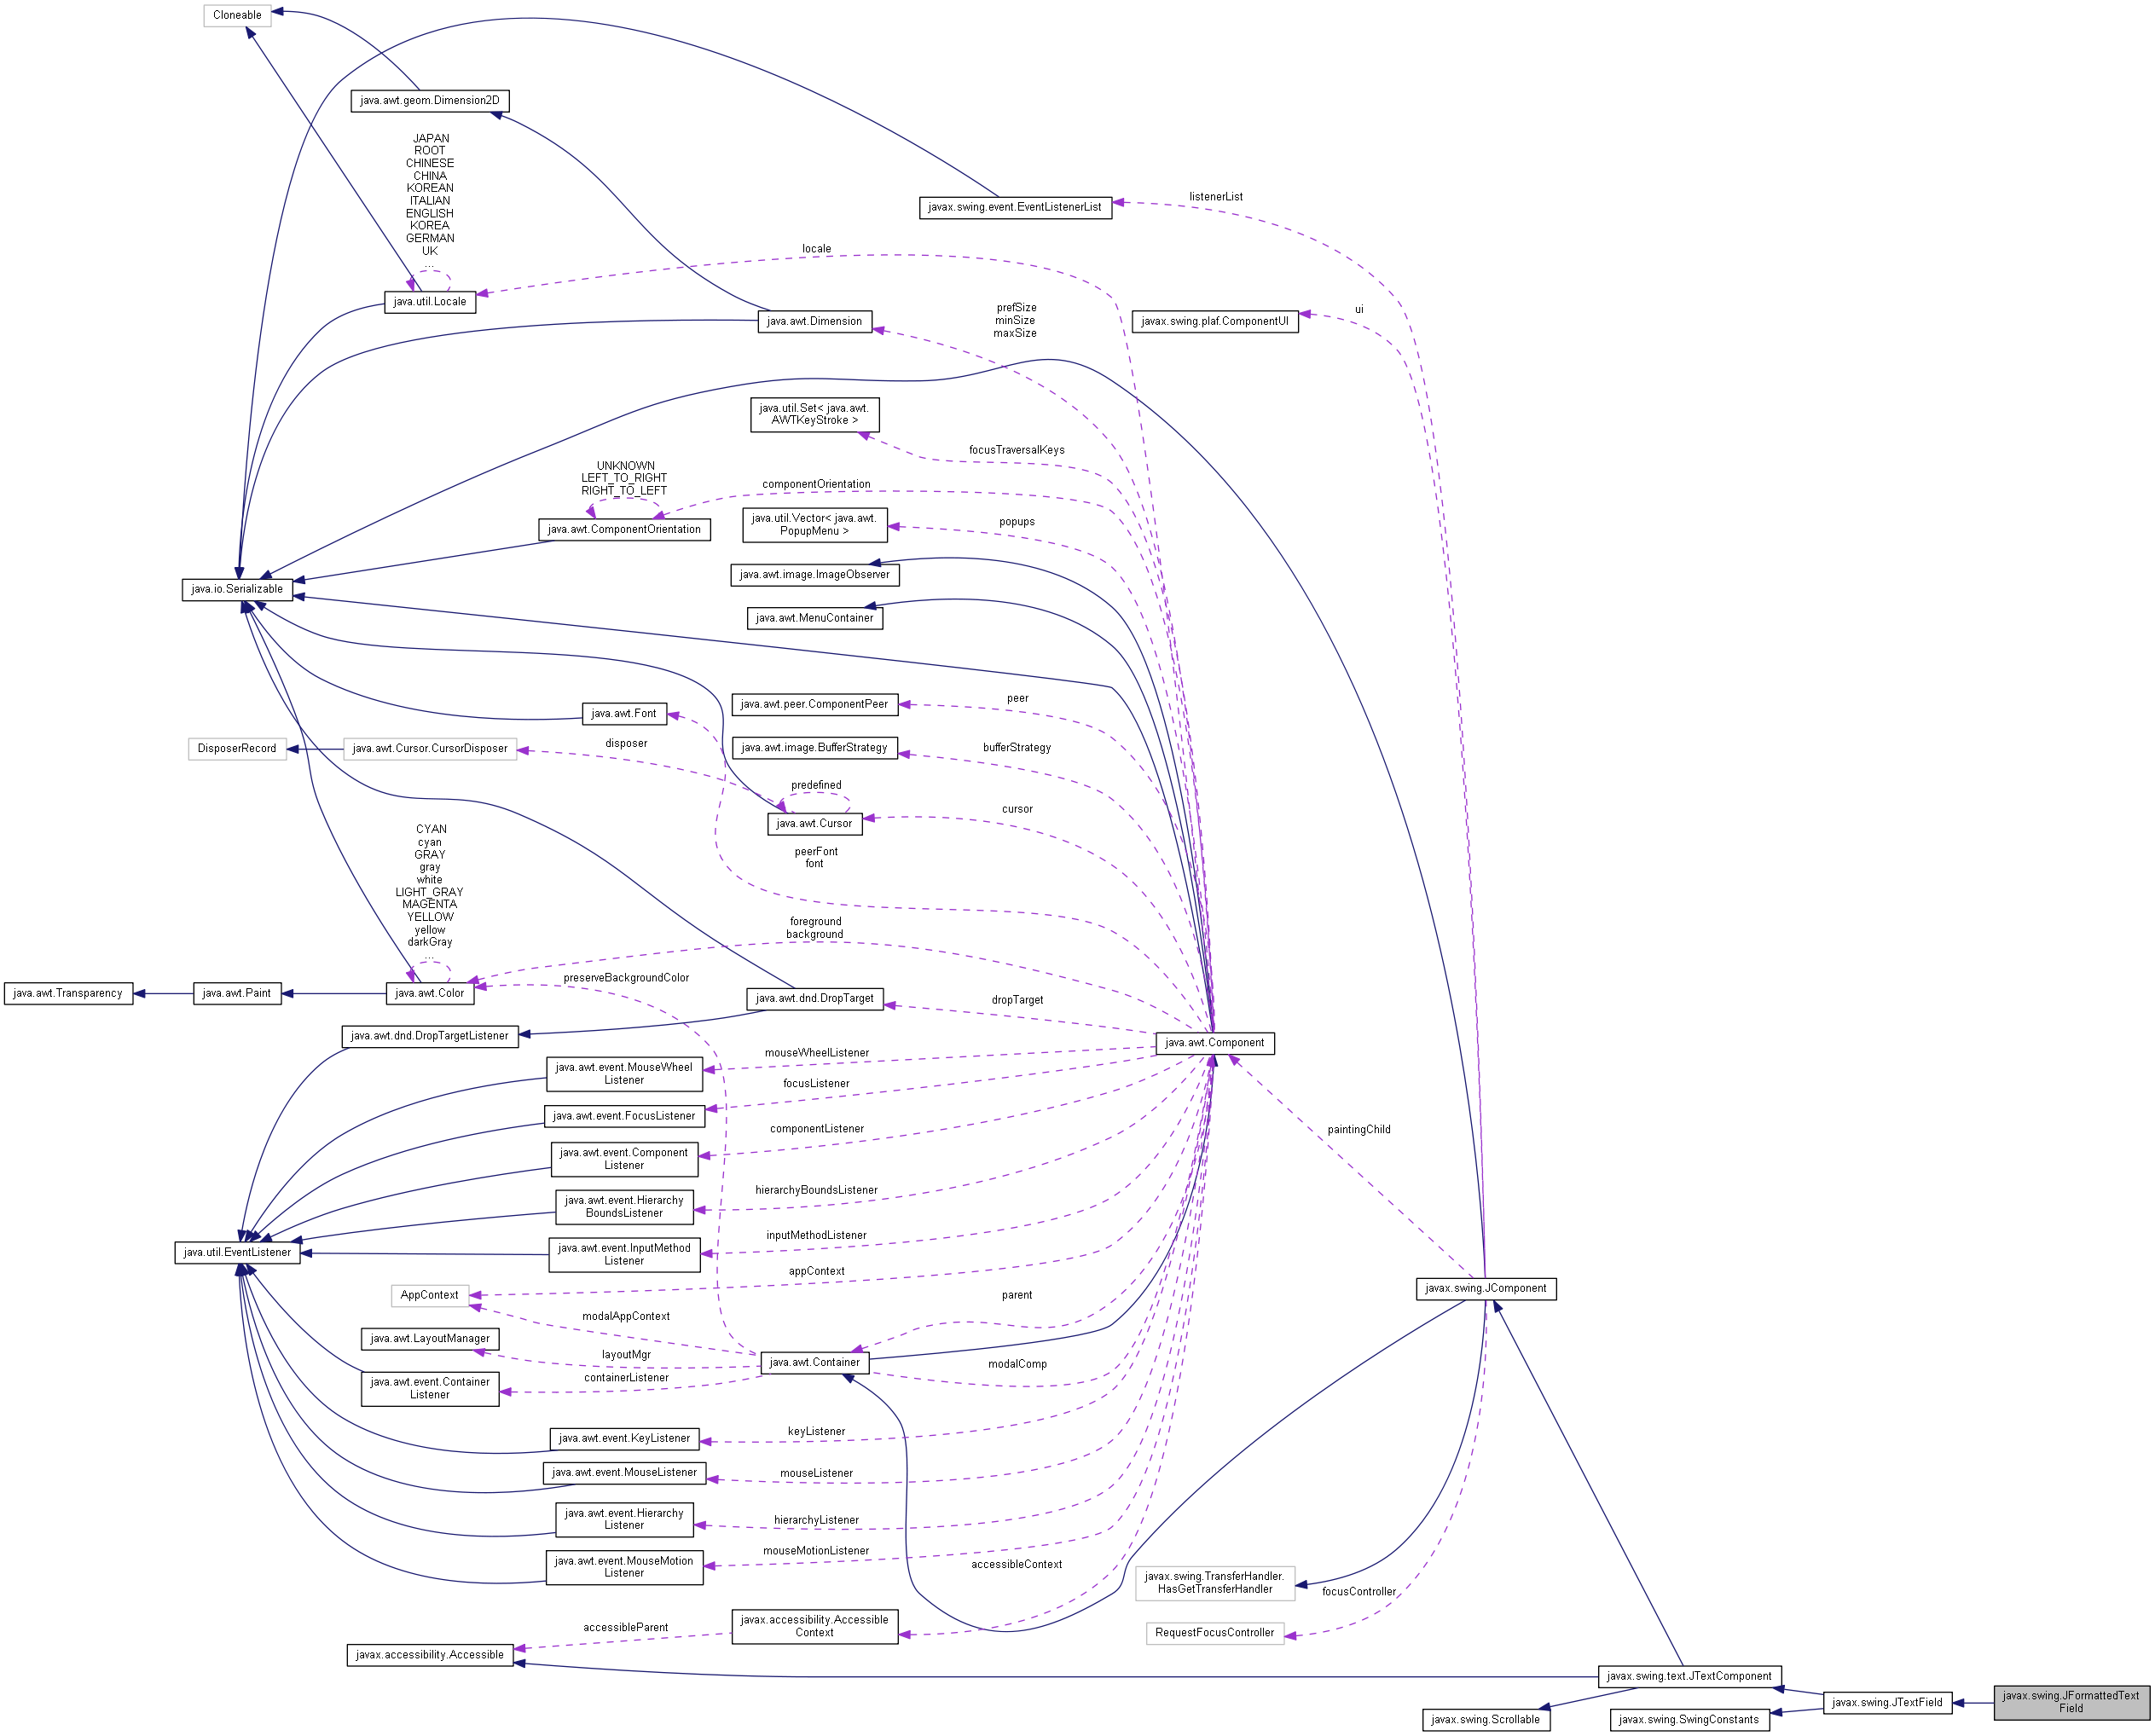 Cloneable
java.awt.geom.Dimension2D
JAPAN
ROOT
CHINESE
CHINA
KOREAN
ITALIAN
ENGLISH
KOREA
GERMAN
UK
...
listenerList
javax.swing.event.EventListenerList
locale
java.util.Locale
prefSize
minSize
maxSize
ui
java.awt.Dimension
javax.swing.plaf.ComponentUI
java.util.Set< java.awt.
AWTKeyStroke >
focusTraversalKeys
UNKNOWN
LEFT_TO_RIGHT
RIGHT_TO_LEFT
componentOrientation
java.awt.ComponentOrientation
java.util.Vector< java.awt.
PopupMenu >
popups
java.awt.image.ImageObserver
java.io.Serializable
java.awt.MenuContainer
java.awt.peer.ComponentPeer
peer
java.awt.Font
DisposerRecord
java.awt.Cursor.CursorDisposer
disposer
java.awt.image.BufferStrategy
bufferStrategy
predefined
cursor
java.awt.Cursor
CYAN
cyan
GRAY
gray
white
LIGHT_GRAY
MAGENTA
YELLOW
yellow
darkGray
...
peerFont
font
foreground
background
preserveBackgroundColor
java.awt.Transparency
java.awt.Paint
java.awt.Color
java.awt.dnd.DropTarget
dropTarget
java.awt.dnd.DropTargetListener
java.awt.Component
mouseWheelListener
java.awt.event.MouseWheel
Listener
focusListener
java.awt.event.FocusListener
componentListener
java.awt.event.Component
Listener
paintingChild
hierarchyBoundsListener
java.awt.event.Hierarchy
BoundsListener
inputMethodListener
java.util.EventListener
java.awt.event.InputMethod
Listener
appContext
AppContext
parent
javax.swing.JComponent
modalAppContext
java.awt.LayoutManager
layoutMgr
java.awt.Container
modalComp
containerListener
java.awt.event.Container
Listener
keyListener
java.awt.event.KeyListener
mouseListener
java.awt.event.MouseListener
java.awt.event.Hierarchy
Listener
hierarchyListener
mouseMotionListener
java.awt.event.MouseMotion
Listener
accessibleContext
javax.swing.TransferHandler.
HasGetTransferHandler
focusController
accessibleParent
javax.accessibility.Accessible
Context
RequestFocusController
javax.accessibility.Accessible
javax.swing.text.JTextComponent
javax.swing.Scrollable
javax.swing.SwingConstants
javax.swing.JTextField
javax.swing.JFormattedText
Field